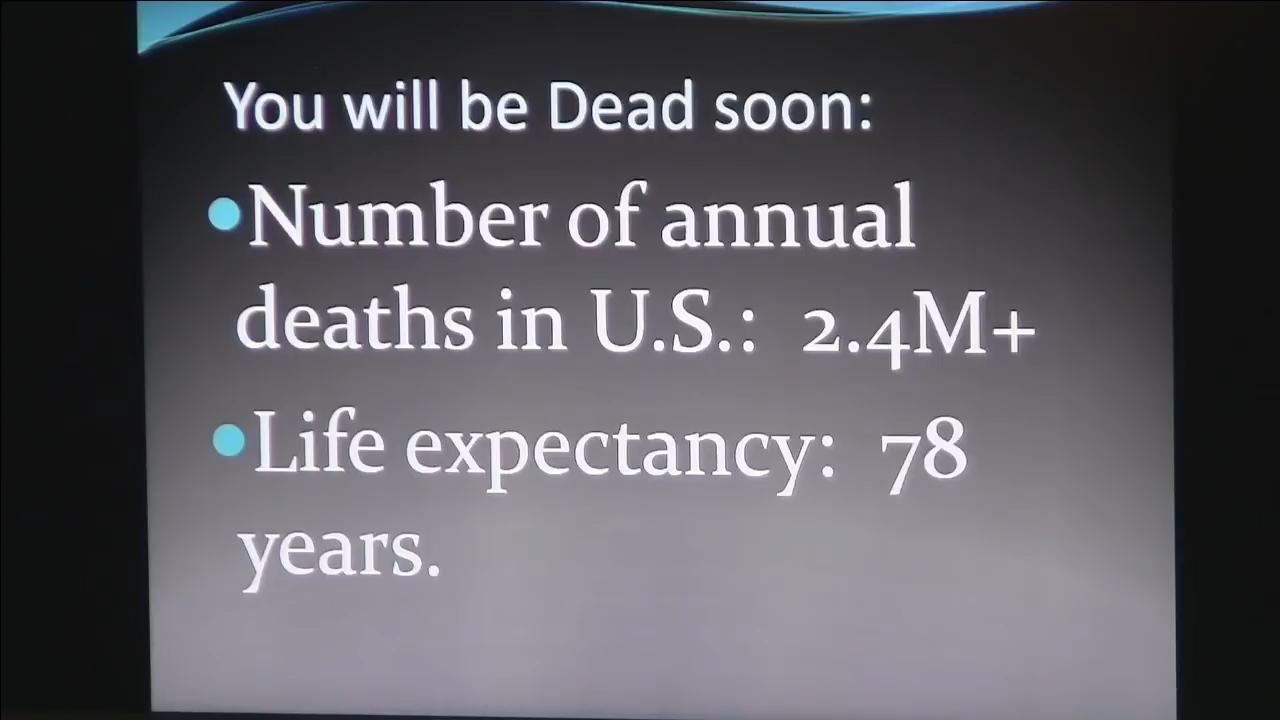 You will be Dead soon:
•Number of annual
deaths in U.S.: 2.4M+
•Life expectancy: 78
years.